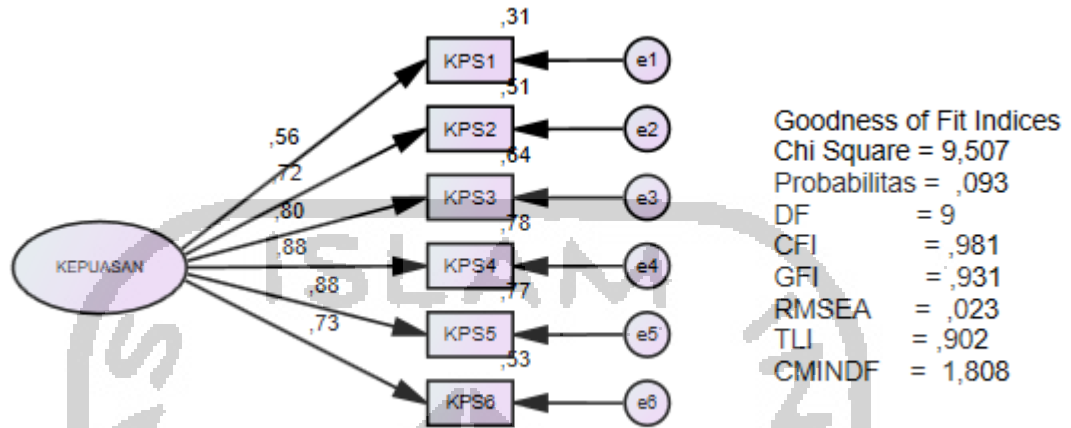 ,31
KPS1
e1
,51
,56
KPS2
e2
,64
,72
KPS3
e3
,80
,78
,88
KEPUASAN
KPS4
e4
,77
,88
KPS5
e5
,53
,73
KPS6
e6
Goodness of Fit Indices
Chi Square = 9,507
Probabilitas = ,093
DF = 9
CFI = ,981
GFI = ,931
RMSEA = ,023
TLI = ,902
CMINDF = 1,808
ISLAM